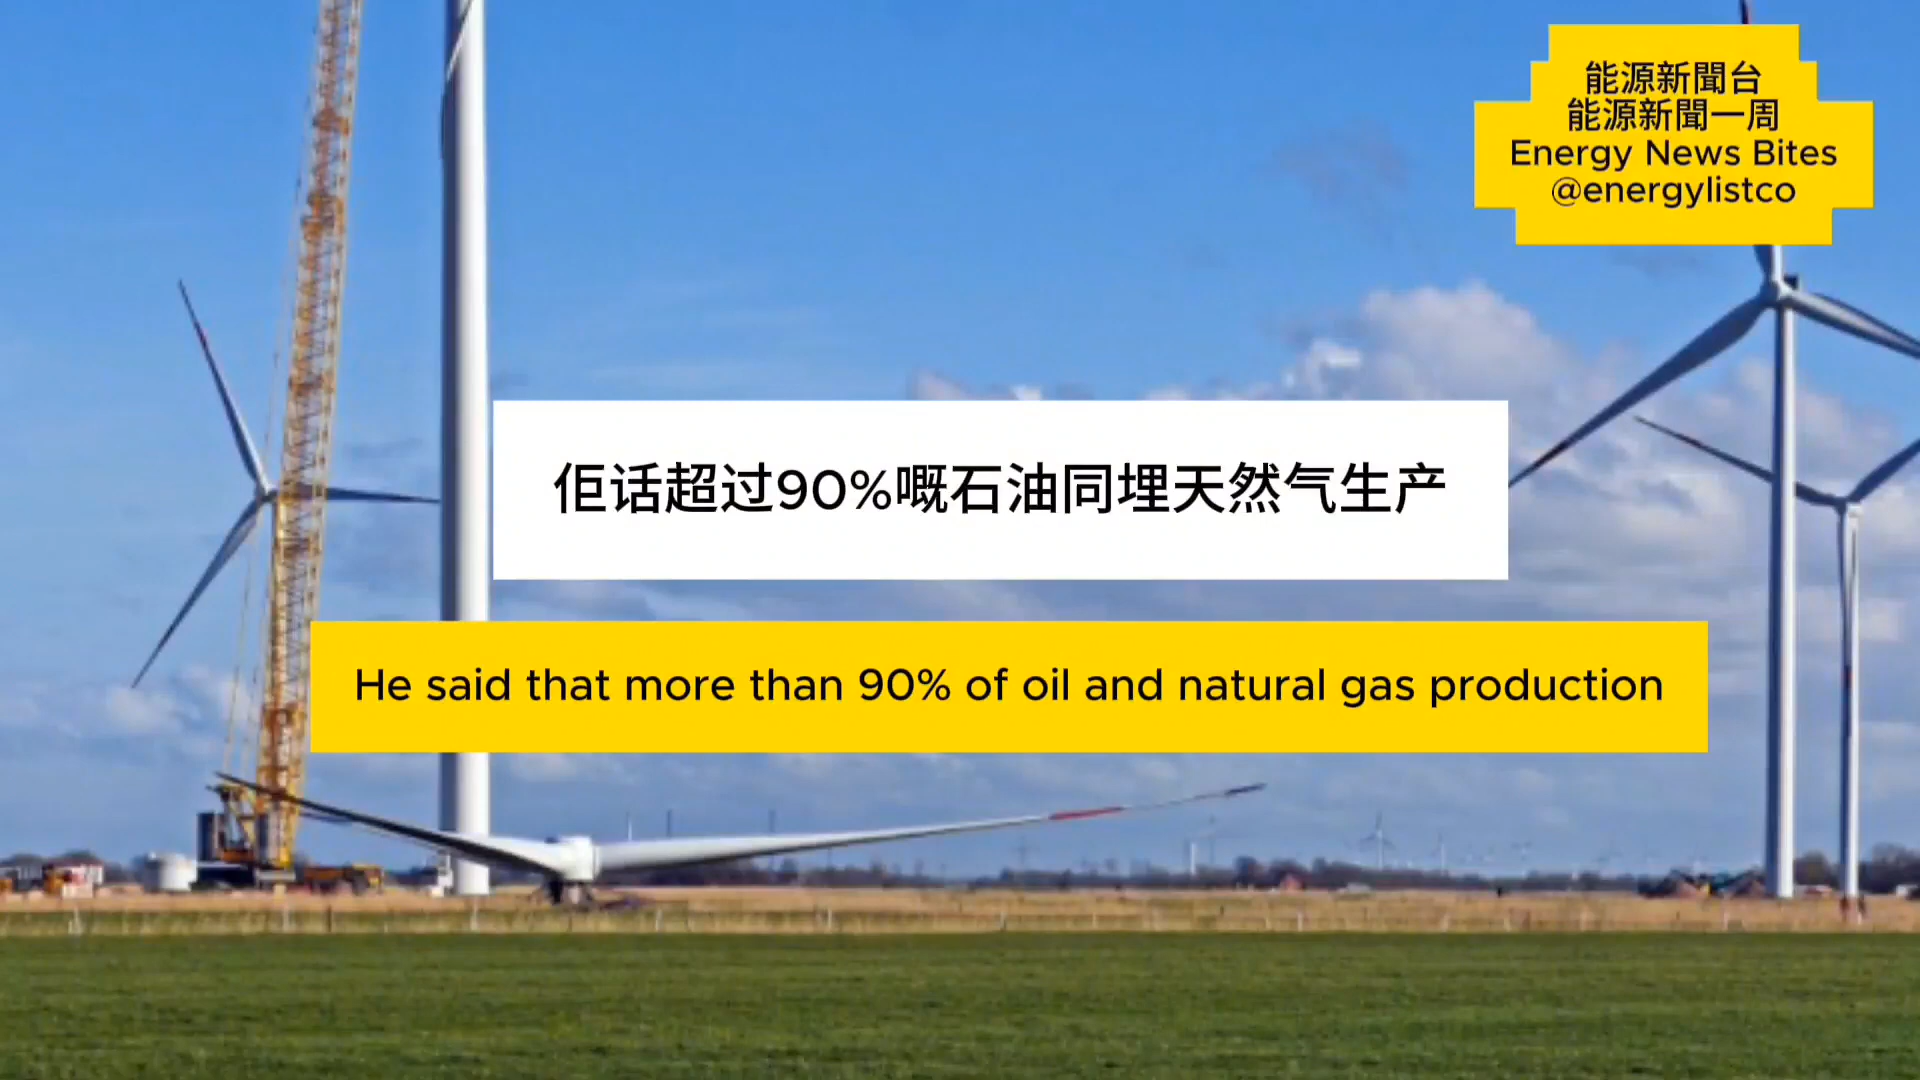 能源新聞台
能源新聞一周
Energy News Bites
@energylistco
佢话超过90%嘅石油同埋天然气生产
He said that more than 90% of oil and natural gas production